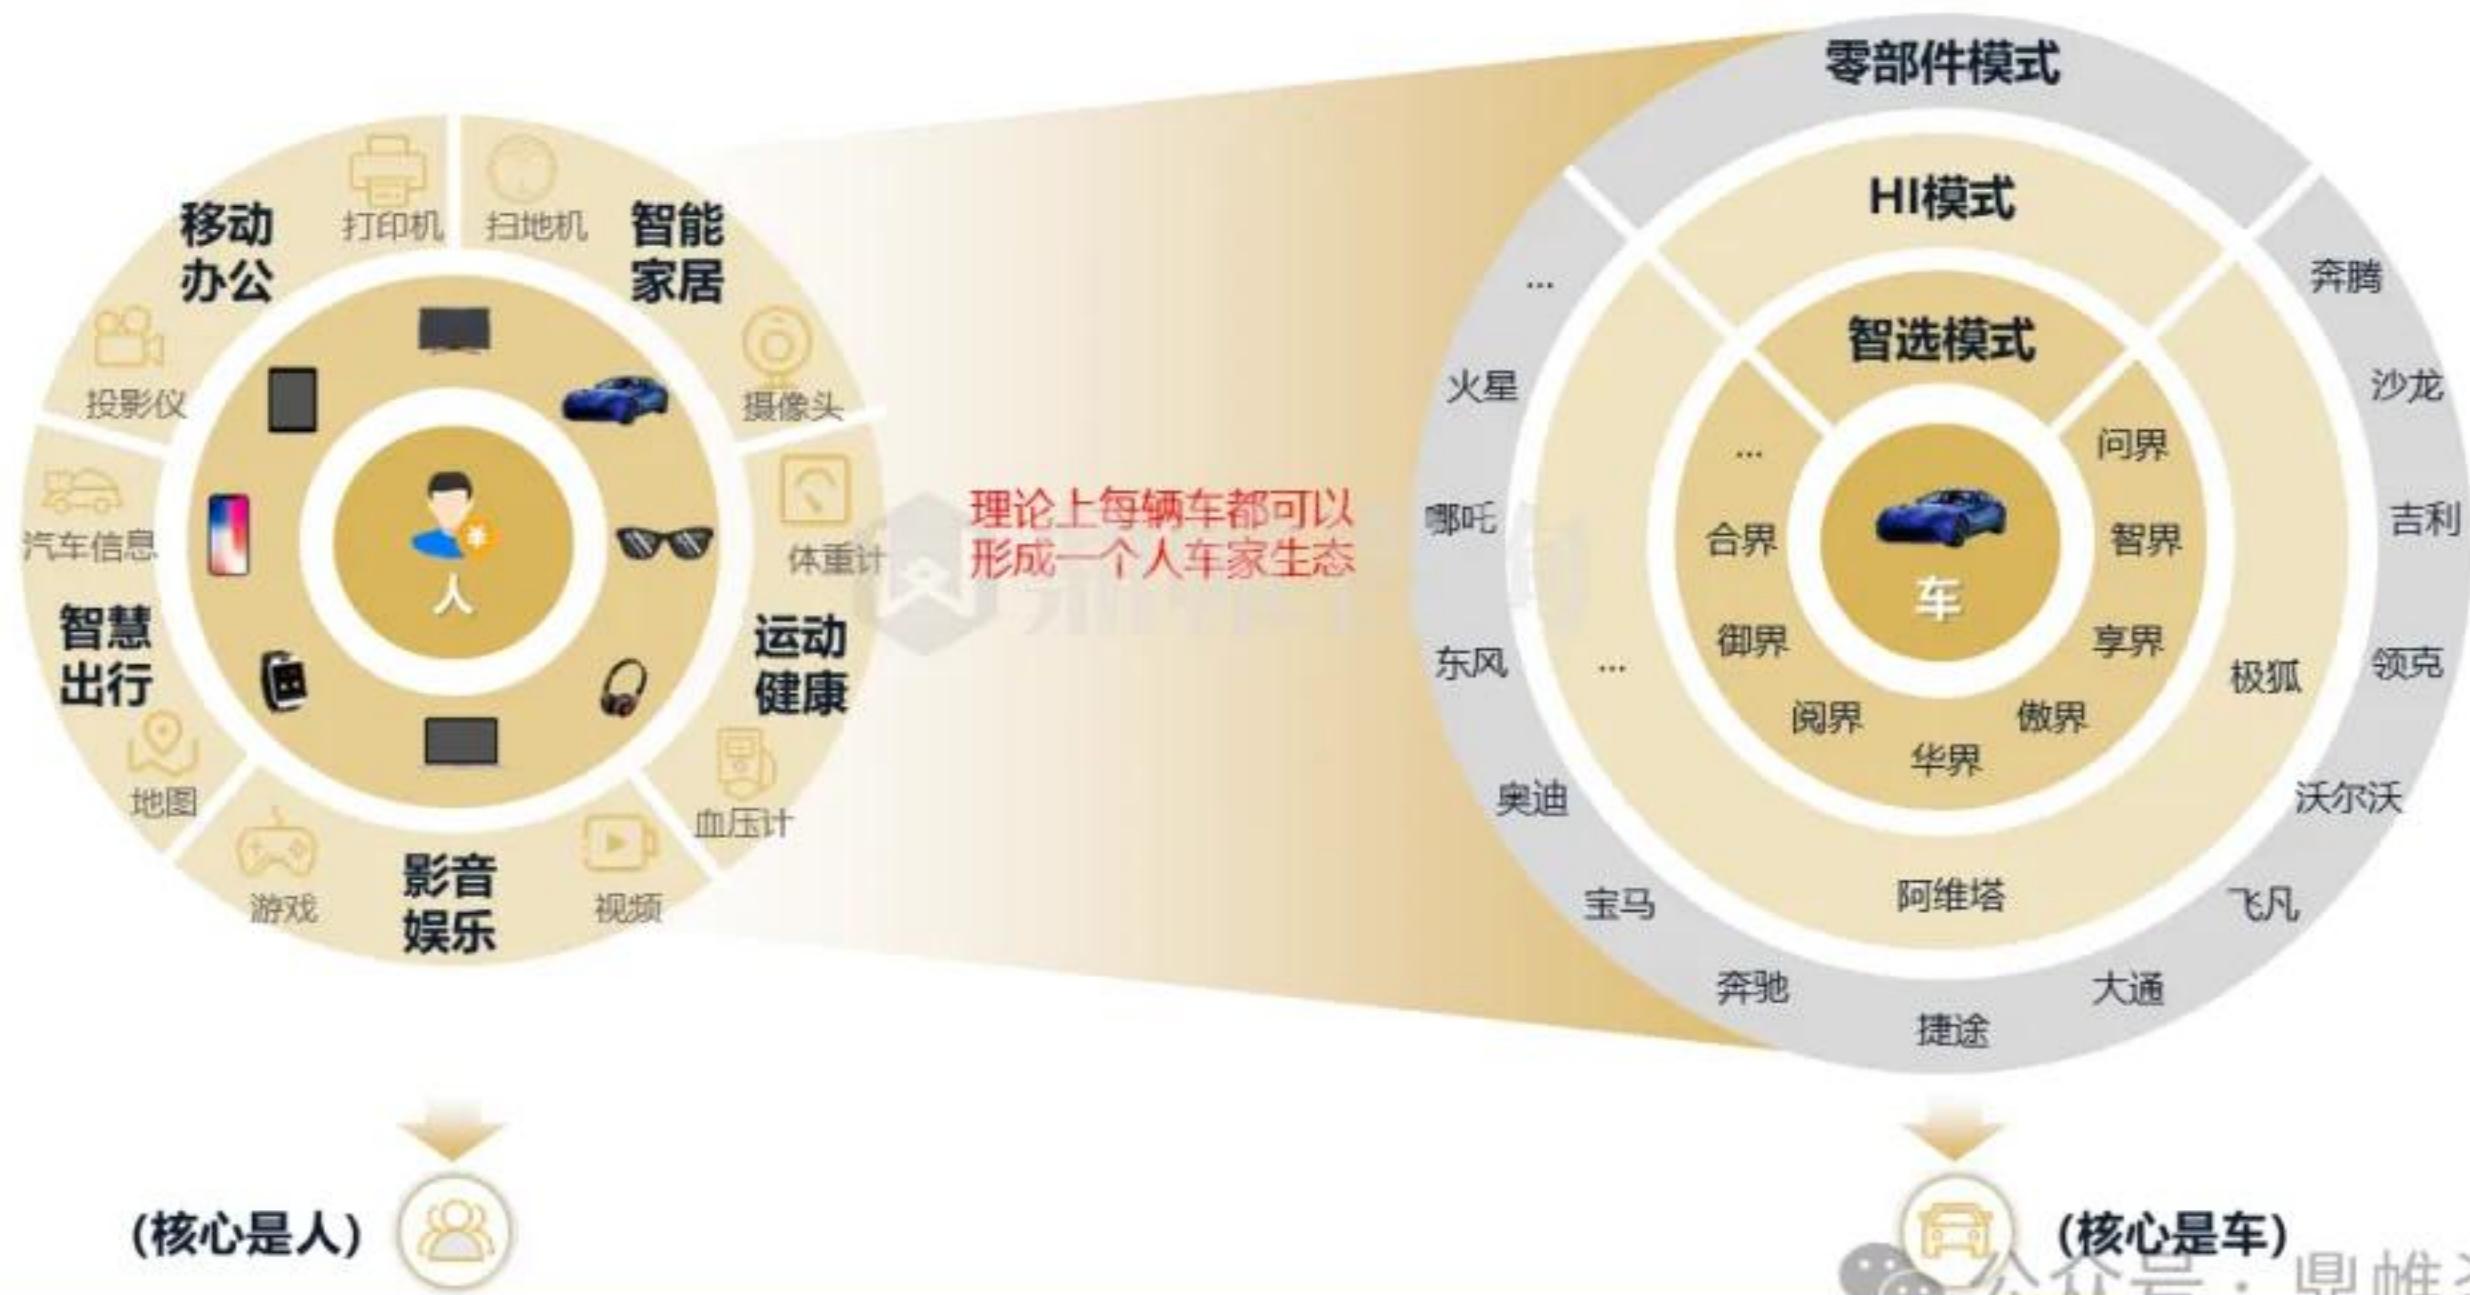 移动
办公
打印机
投影仪
扫地机
智能
家居
摄像头
汽车信息
智慧
出行
地图
体重计
运动
健康
血压计
游戏
影音
娱乐
视频
人
理论上每辆车都可以
形成一个人车家生态
零部件模式
HI模式
智选模式
车
问界
智界
享界
傲界
华界
阅界
御界
合界
...
极狐
阿维塔
...
奔腾
沙龙
吉利
领克
沃尔沃
飞凡
大通
捷途
奔驰
宝马
奥迪
东风
哪吒
火星
...
(核心是人)
(核心是车)
公众号：鼎帷